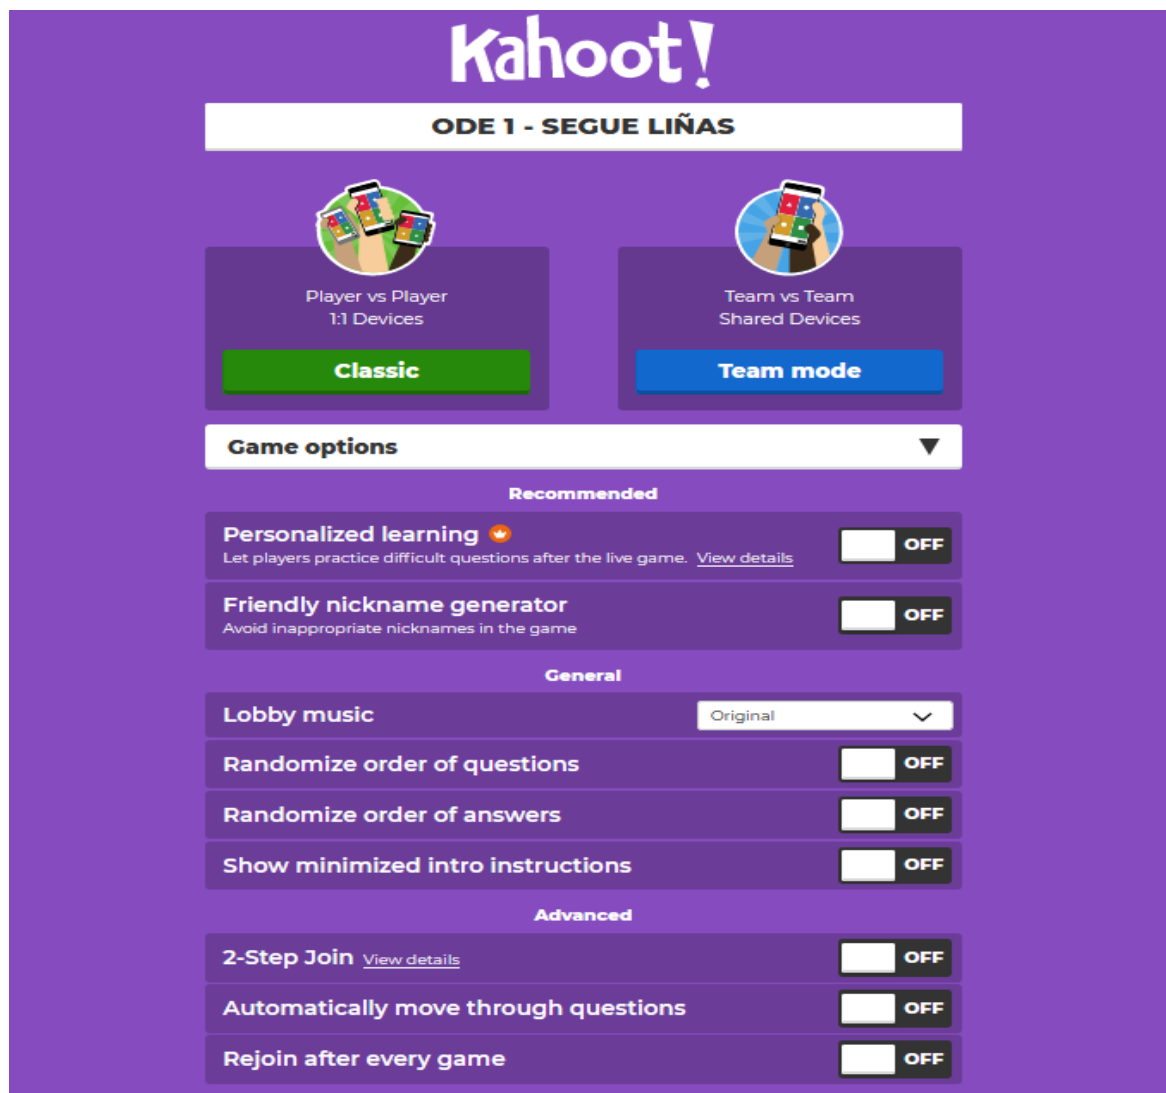 Kahoot!
ODE 1 - SEGUE LIÑAS
Player vs Player
1:1 Devices
Classic
Team vs Team
Shared Devices
Team mode
Game options
Recommended
Personalized learning
Let players practice difficult questions after the live game. View details
OFF
Friendly nickname generator
Avoid inappropriate nicknames in the game
OFF
General
Lobby music Original
Randomize order of questions OFF
Randomize order of answers OFF
Show minimized intro instructions OFF
Advanced
2-Step Join View details OFF
Automatically move through questions OFF
Rejoin after every game OFF